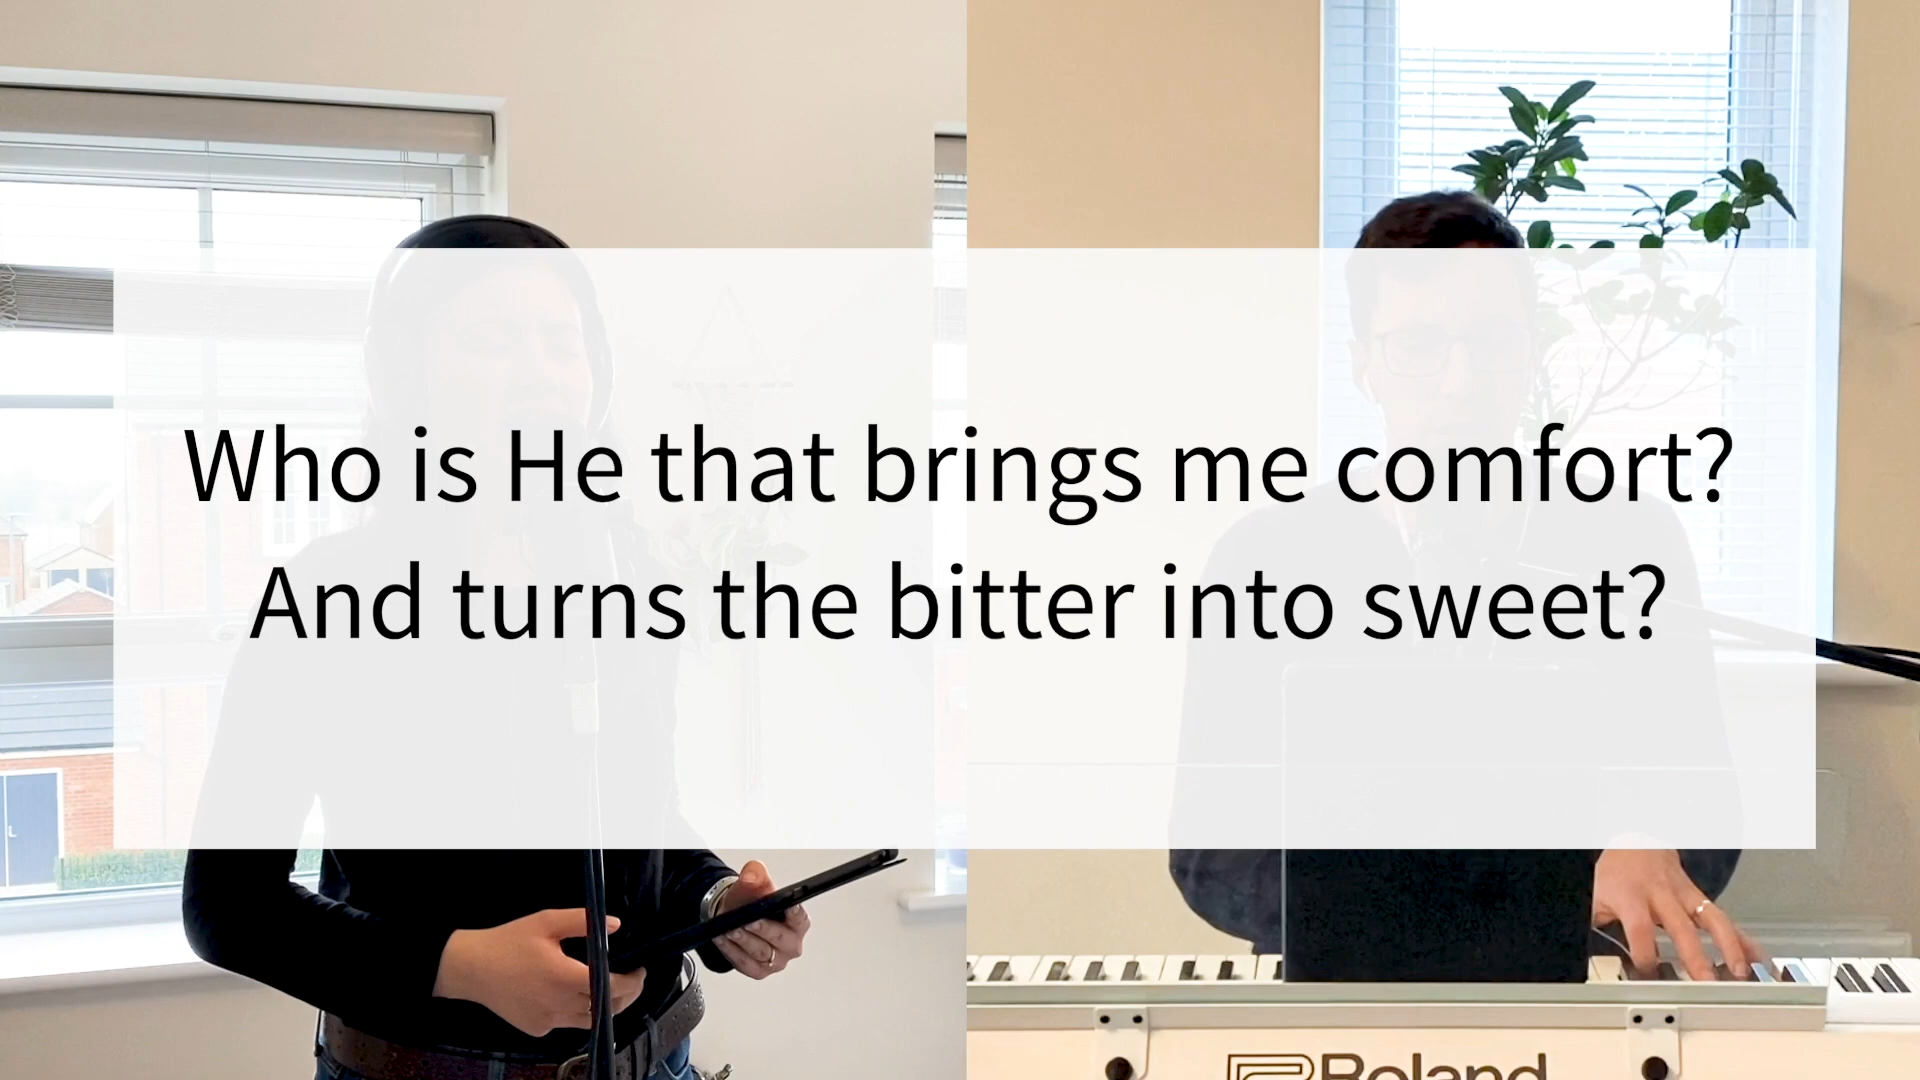 Who is He that brings me comfort?
And turns the bitter into sweet?
Roland